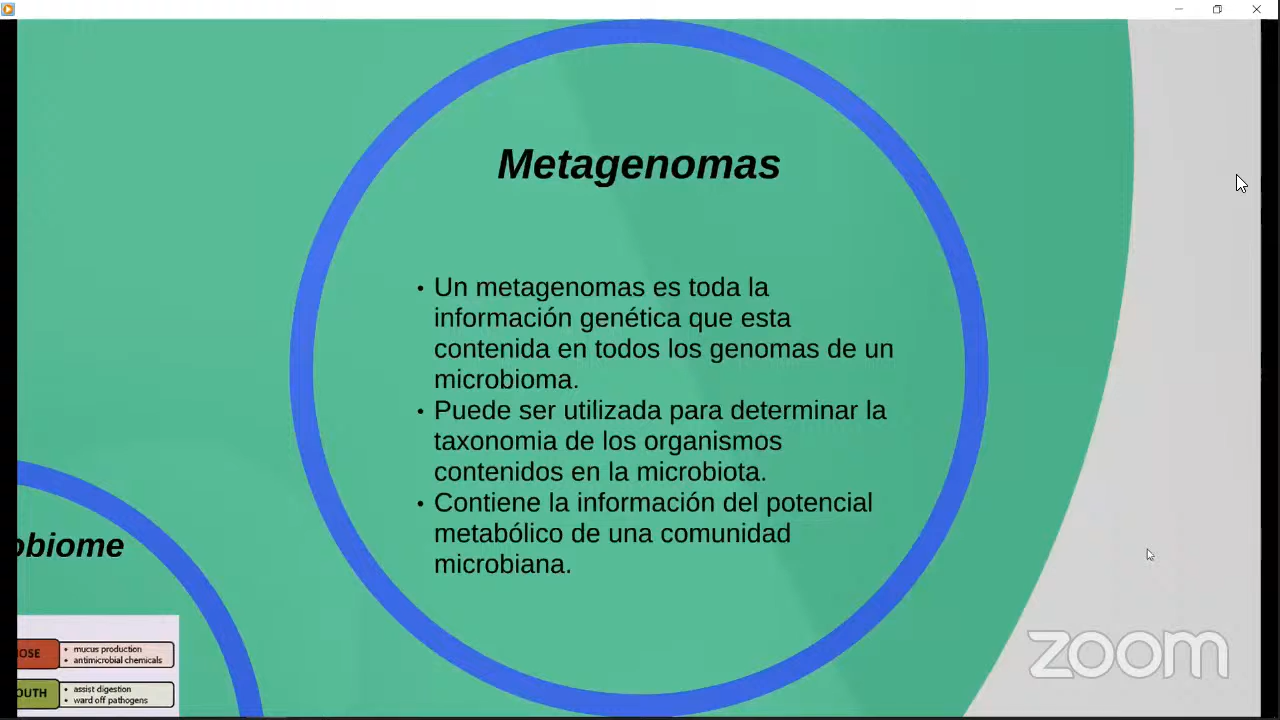 Metagenomas
• Un metagenomas es toda la
información genética que esta
contenida en todos los genomas de un
microbioma.
• Puede ser utilizada para determinar la
taxonomia de los organismos
contenidos en la microbiota.
• Contiene la información del potencial
metabólico de una comunidad
microbiana.
obiome
OSE
• mucus production
• antimicrobial chemicals
OUTH
• assist digestion
• ward off pathogens
zoom